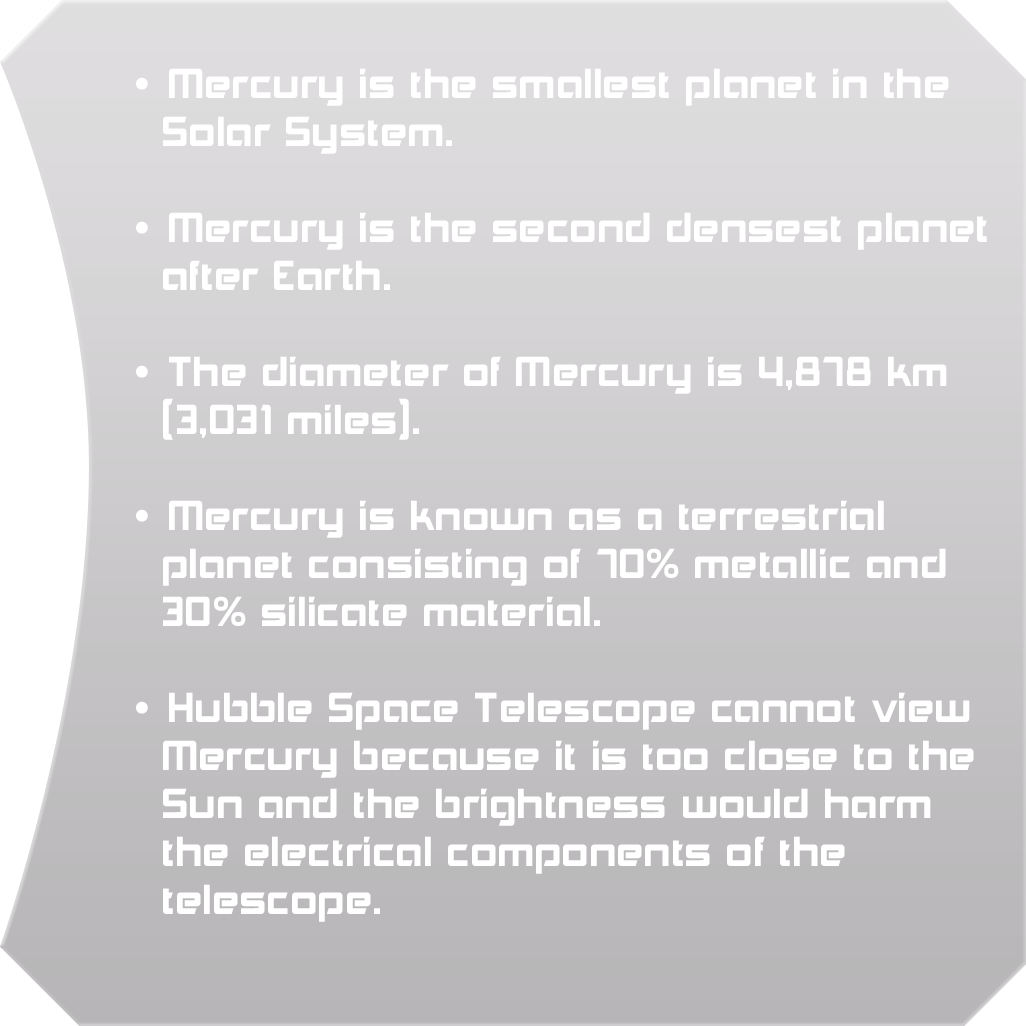 • Mercury is the smallest planet in the
Solar System.
• Mercury is the second densest planet
after Earth.
• The diameter of Mercury is 4,878 km
(3,031 miles).
• Mercury is known as a terrestrial
planet consisting of 70% metallic and
30% silicate material.
• Hubble Space Telescope cannot view
Mercury because it is too close to the
Sun and the brightness would harm
the electrical components of the
telescope.